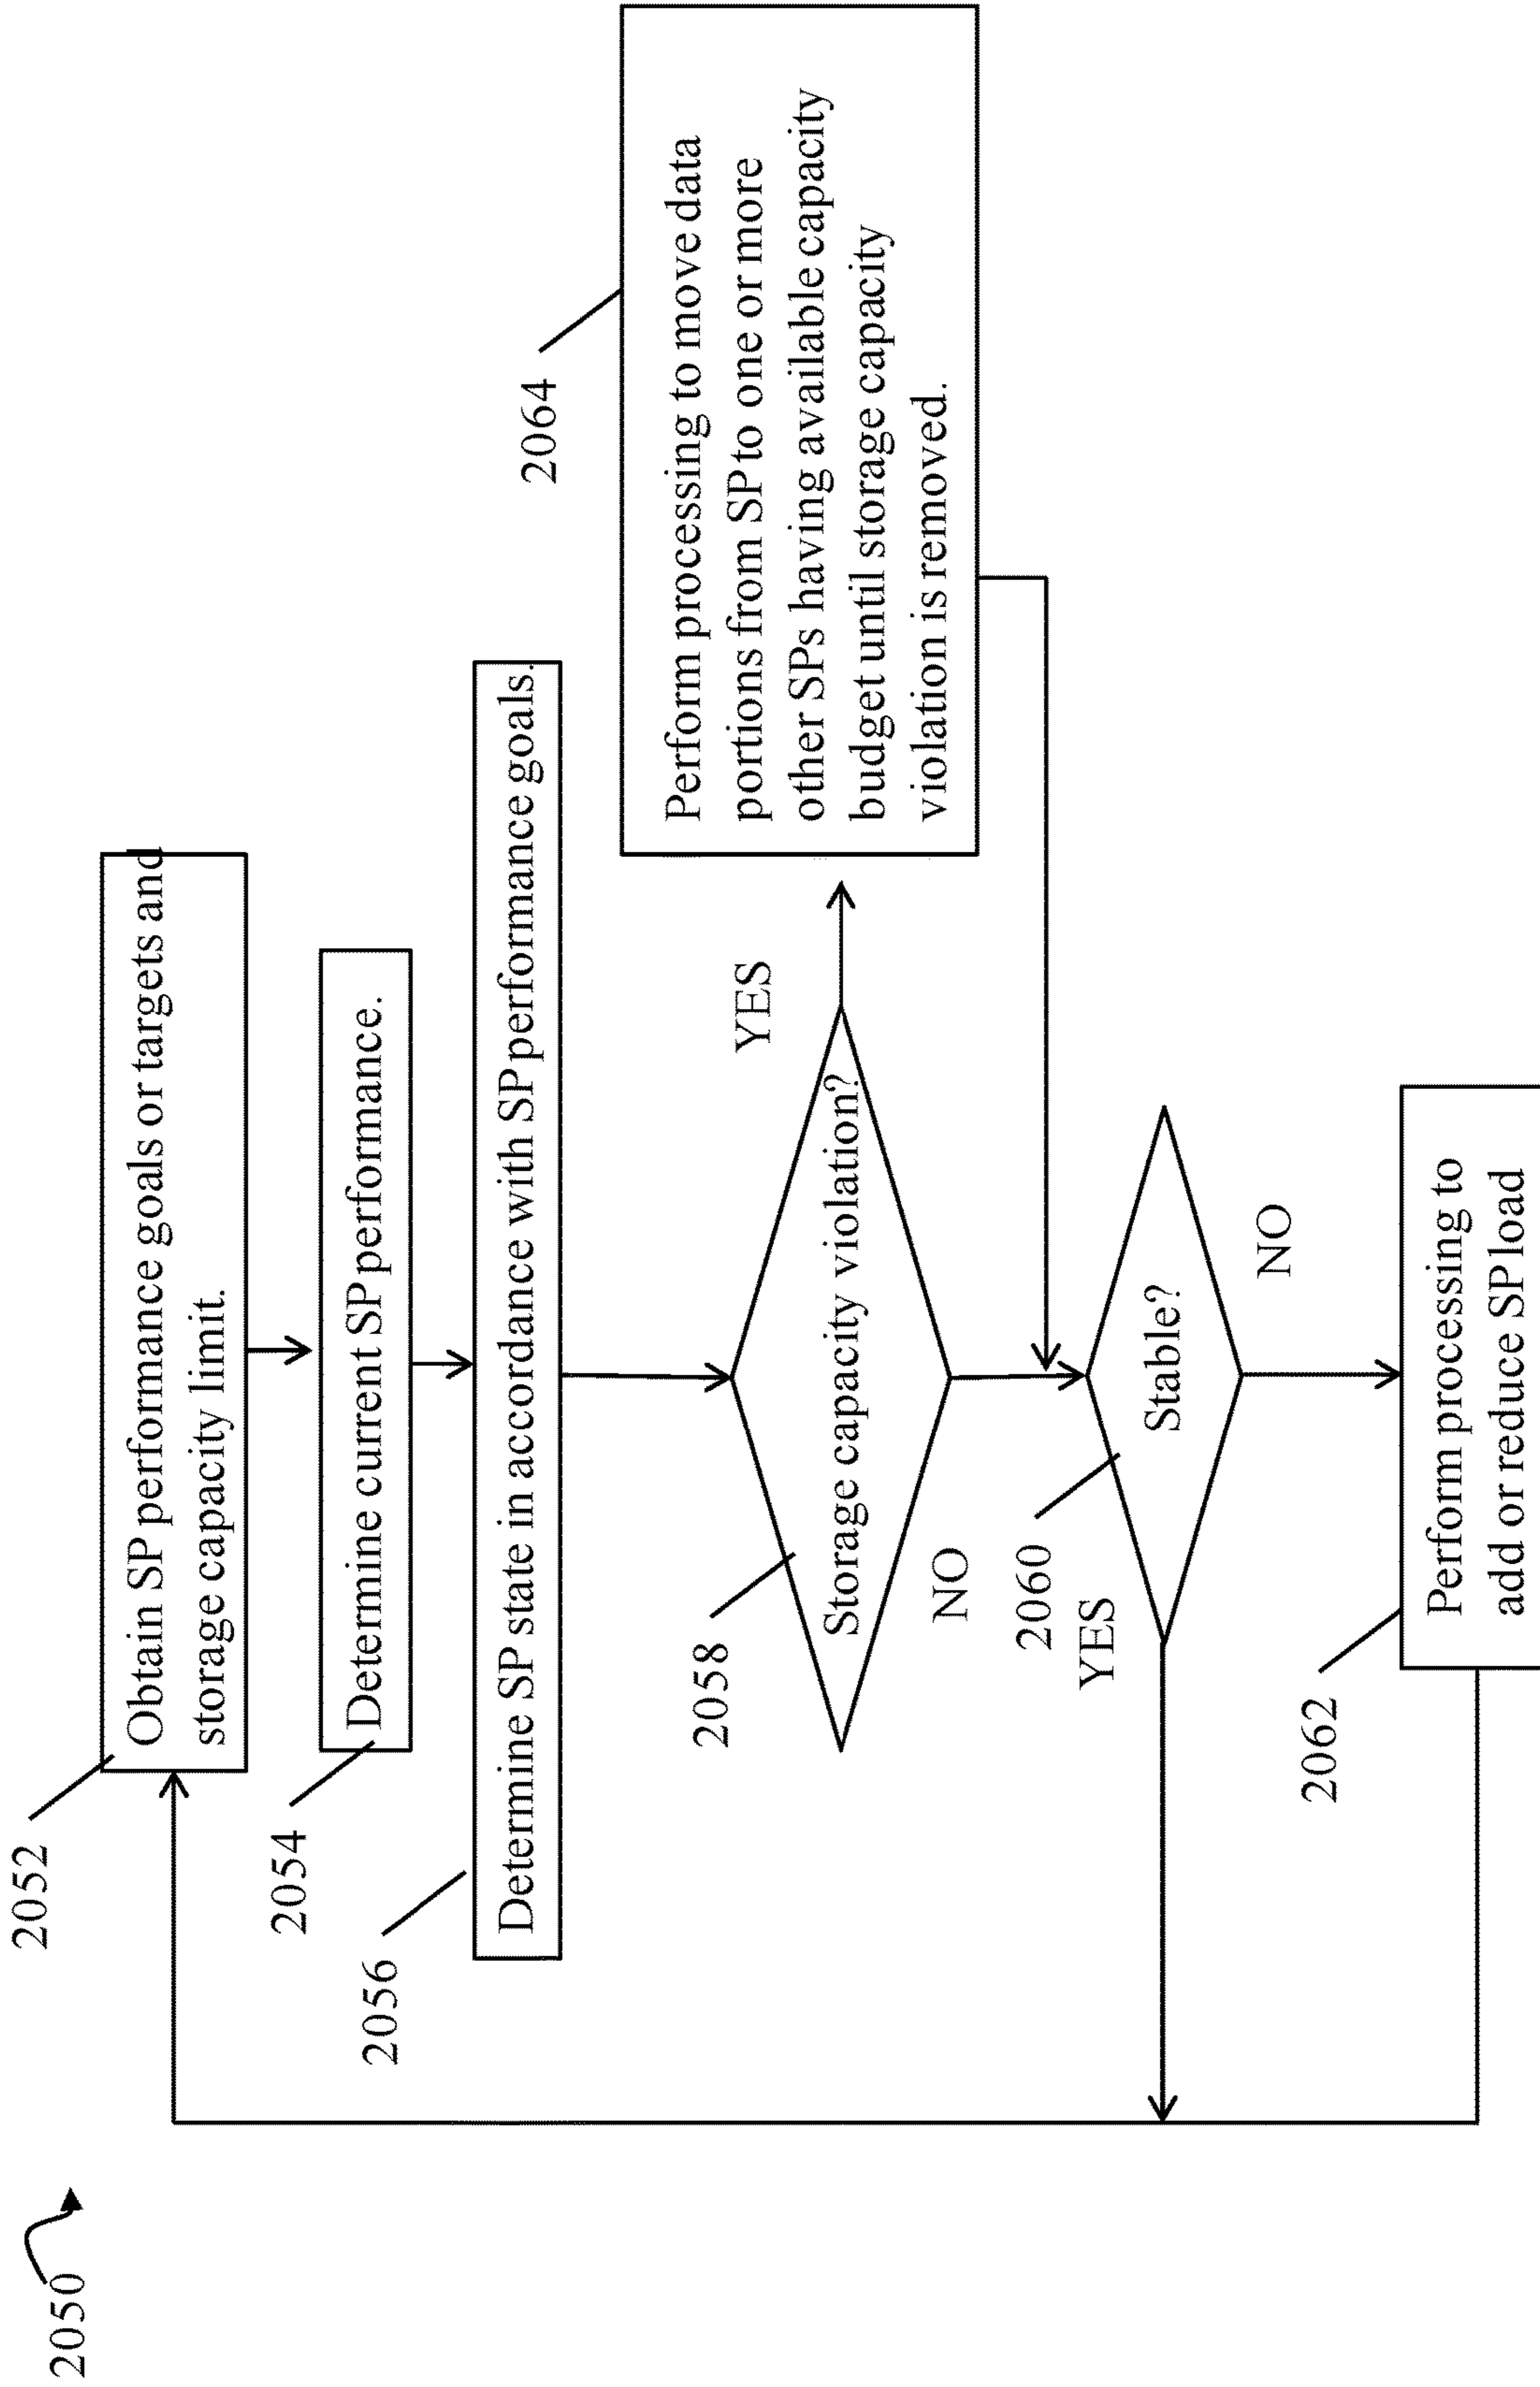 2050
2052
Obtain SP performance goals or targets and
storage capacity limit.
2054
Determine current SP performance.
2056
Determine SP state in accordance with SP performance goals.
2058
Storage capacity violation?
YES
NO
2064
Perform processing to move data
portions from SP to one or more
other SPs having available capacity
budget until storage capacity
violation is removed.
2060
Stable?
YES
NO
2062
Perform processing to
add or reduce SP load